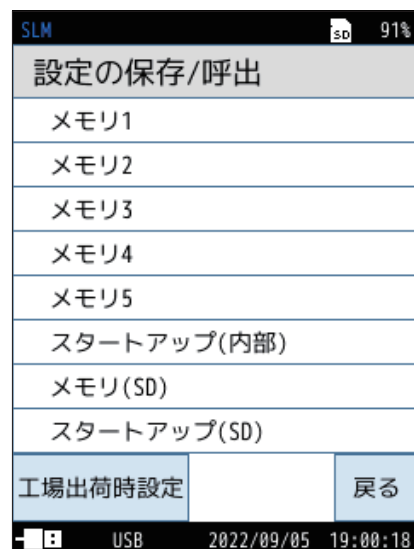 SLM SD 91%
設定の保存/呼出
メモリ1
メモリ2
メモリ3
メモリ4
メモリ5
スタートアップ(内部)
メモリ(SD)
スタートアップ(SD)
工場出荷時設定 戻る
USB 2022/09/05 19:00:18